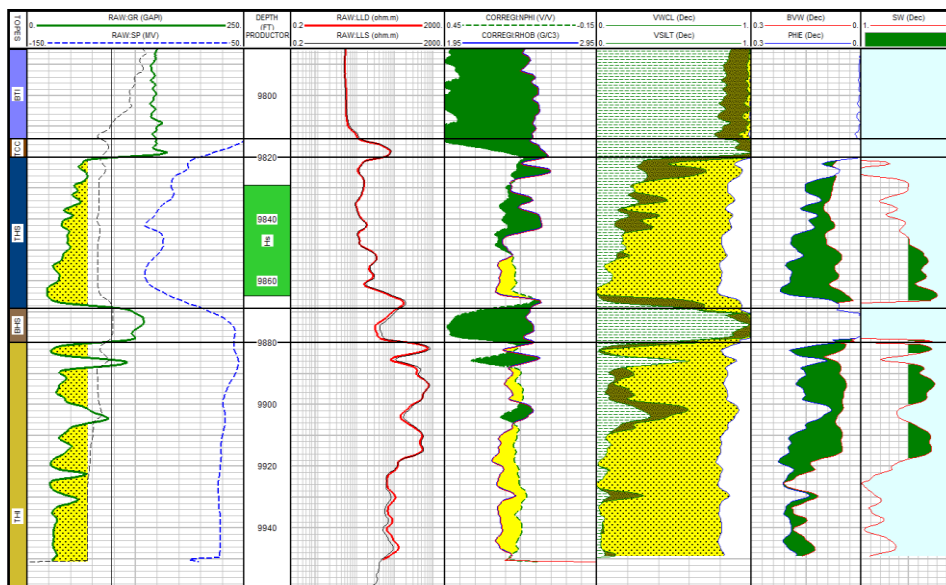 TOPES
RAW:GR (GAPI)
0. 250.
RAW:SP (MV)
-150. 50.
DEPTH
(FT)
PRODUCTOR
RAW:LLD (ohm.m)
0.2 2000.
RAW:LLS (ohm.m)
0.2 2000.
CORREGI:NPHI (V/V)
0.45 -0.15
CORREGI:RHOB (G/C3)
1.95 2.95
VWCL (Dec)
0. 1.
VSILT (Dec)
0. 1.
BVW (Dec)
0.3 0.
PHIE (Dec)
0.3 0.
SW (Dec)
BTI
TCC
THS
BHS
THI
9800
9820
9840
Hs
9860
9880
9900
9920
9940